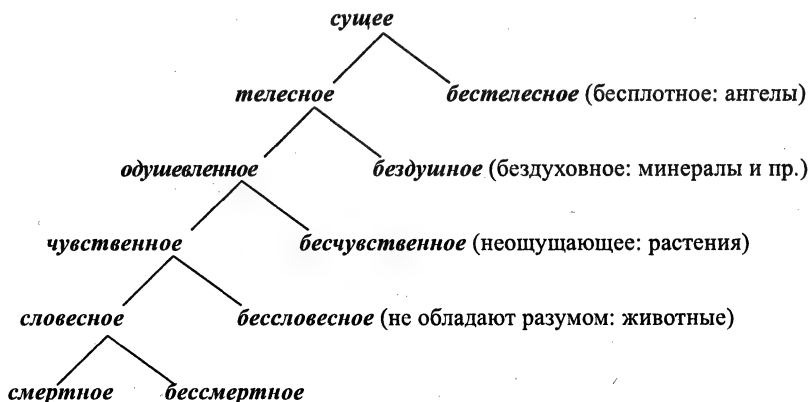 сущее
телесное бестелесное (бесплотное: ангелы)
одушевленное бездушное (бездуховное: минералы и пр.)
чувственное бесчувственное (неощущающее: растения)
словесное бессловесное (не обладают разумом: животные)
смертное бессмертное